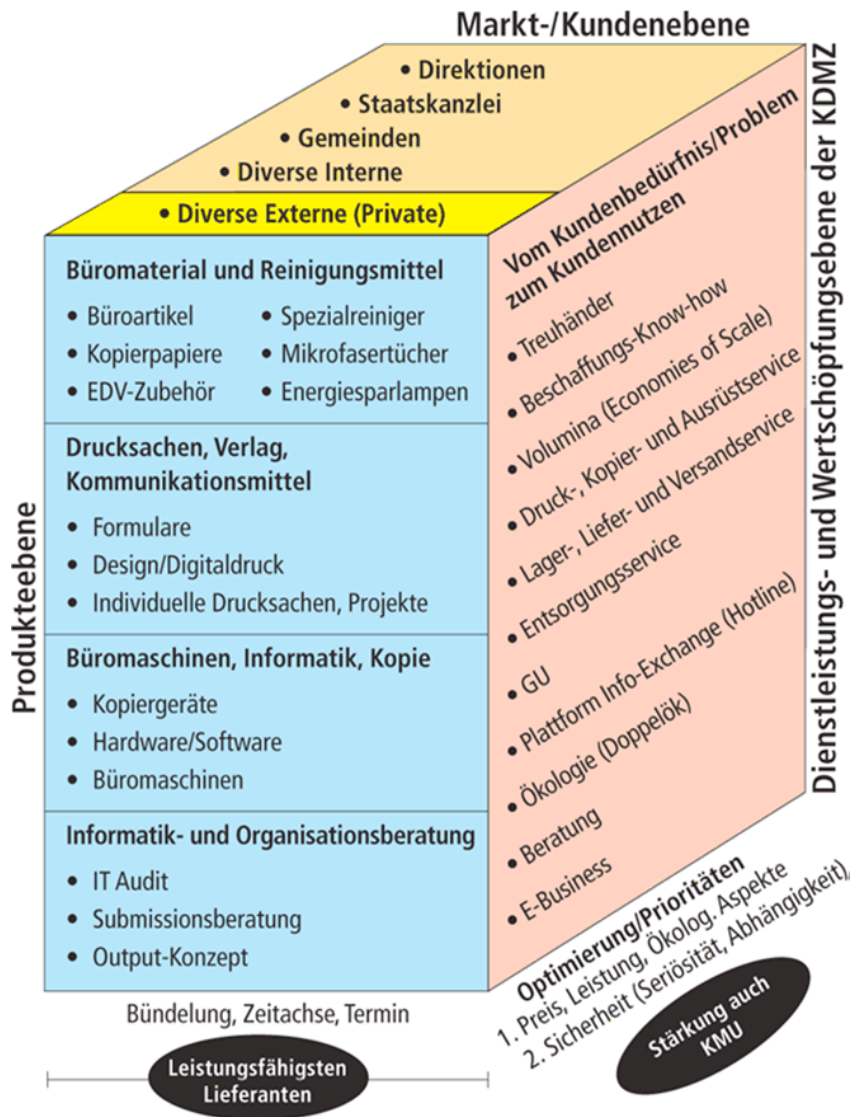 Markt-/Kundenebene
• Direktionen
• Staatskanzlei
• Gemeinden
• Diverse Interne
• Diverse Externe (Private)
Produkteebene
Büromaterial und Reinigungsmittel
• Büroartikel
• Kopierpapiere
• EDV-Zubehör
• Spezialreiniger
• Mikrofasertücher
• Energiesparlampen
Drucksachen, Verlag,
Kommunikationsmittel
• Formulare
• Design/Digitaldruck
• Individuelle Drucksachen, Projekte
Büromaschinen, Informatik, Kopie
• Kopiergeräte
• Hardware/Software
• Büromaschinen
Informatik- und Organisationsberatung
• IT Audit
• Submissionsberatung
• Output-Konzept
Bündelung, Zeitachse, Termin
Leistungsfähigsten
Lieferanten
Vom Kundenbedürfnis/Problem
zum Kundennutzen
• Treuhänder
• Beschaffungs-Know-how
• Volumina (Economies of Scale)
• Druck-, Kopier- und Ausrüstservice
• Lager-, Liefer- und Versandservice
• Entsorgungsservice
• GU
• Plattform Info-Exchange (Hotline)
• Ökologie (Doppelök)
• Beratung
• E-Business
Dienstleistungs- und Wertschöpfungsebene der KDMZ
Optimierung/Prioritäten
1. Preis, Leistung, Ökolog. Aspekte
2. Sicherheit (Seriösität, Abhängigkeit),
Stärkung auch
KMU